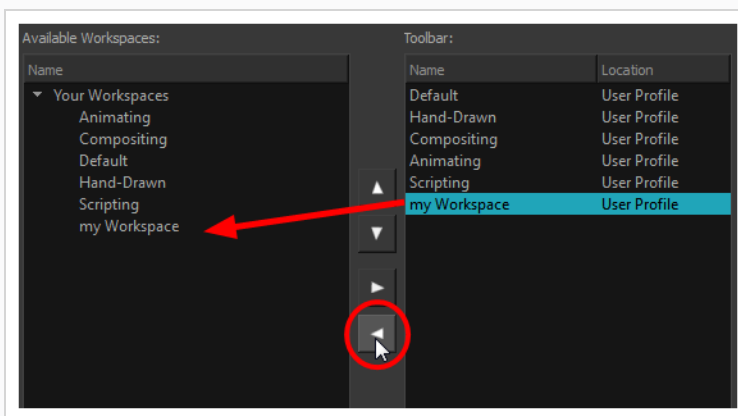 Available Workspaces:
Name
Your Workspaces
Animating
Compositing
Default
Hand-Drawn
Scripting
my Workspace
Toolbar:
Name Location
Default User Profile
Hand-Drawn User Profile
Compositing User Profile
Animating User Profile
Scripting User Profile
my Workspace User Profile